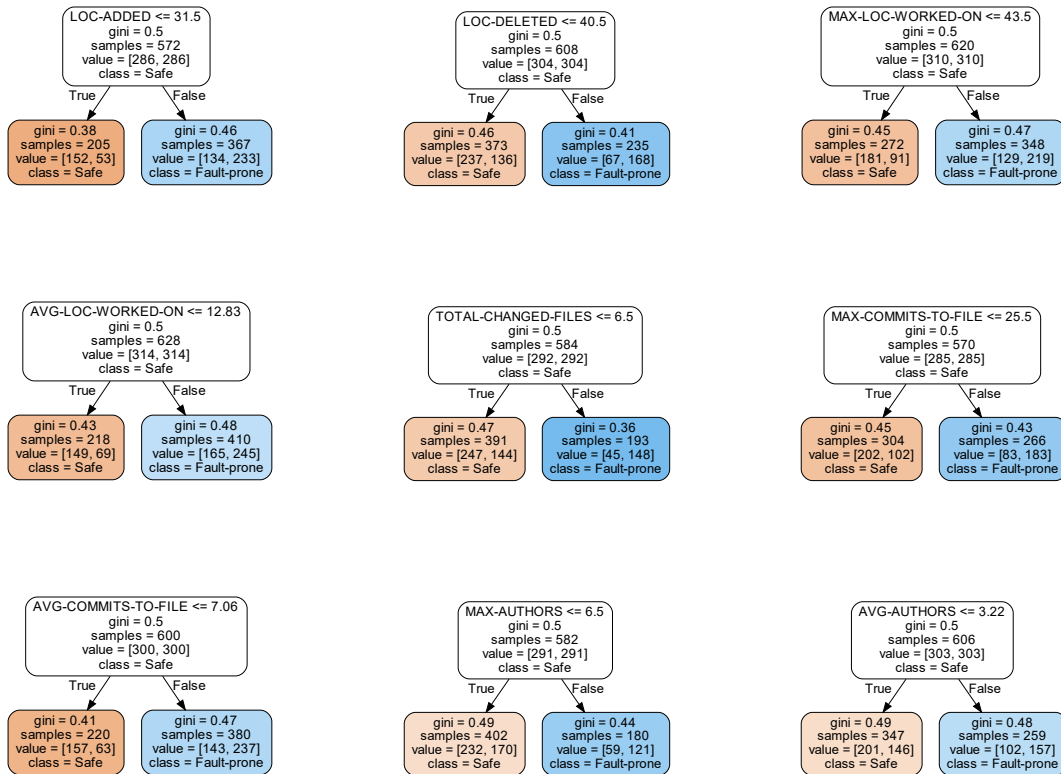 LOC-ADDED <= 31.5
gini = 0.5
samples = 572
value = [286, 286]
class = Safe
True
False
gini = 0.38
samples = 205
value = [152, 53]
class = Safe
gini = 0.46
samples = 367
value = [134, 233]
class = Fault-prone
LOC-DELETED <= 40.5
gini = 0.5
samples = 608
value = [304, 304]
class = Safe
True
False
gini = 0.46
samples = 373
value = [237, 136]
class = Safe
gini = 0.41
samples = 235
value = [67, 168]
class = Fault-prone
MAX-LOC-WORKED-ON <= 43.5
gini = 0.5
samples = 620
value = [310, 310]
class = Safe
True
False
gini = 0.45
samples = 272
value = [181, 91]
class = Safe
gini = 0.47
samples = 348
value = [129, 219]
class = Fault-prone
AVG-LOC-WORKED-ON <= 12.83
gini = 0.5
samples = 628
value = [314, 314]
class = Safe
True
False
gini = 0.43
samples = 218
value = [149, 69]
class = Safe
gini = 0.48
samples = 410
value = [165, 245]
class = Fault-prone
TOTAL-CHANGED-FILES <= 6.5
gini = 0.5
samples = 584
value = [292, 292]
class = Safe
True
False
gini = 0.47
samples = 391
value = [247, 144]
class = Safe
gini = 0.36
samples = 193
value = [45, 148]
class = Fault-prone
MAX-COMMITS-TO-FILE <= 25.5
gini = 0.5
samples = 570
value = [285, 285]
class = Safe
True
False
gini = 0.45
samples = 304
value = [202, 102]
class = Safe
gini = 0.43
samples = 266
value = [83, 183]
class = Fault-prone
AVG-COMMITS-TO-FILE <= 7.06
gini = 0.5
samples = 600
value = [300, 300]
class = Safe
True
False
gini = 0.41
samples = 220
value = [157, 63]
class = Safe
gini = 0.47
samples = 380
value = [143, 237]
class = Fault-prone
MAX-AUTHORS <= 6.5
gini = 0.5
samples = 582
value = [291, 291]
class = Safe
True
False
gini = 0.49
samples = 402
value = [232, 170]
class = Safe
gini = 0.44
samples = 180
value = [59, 121]
class = Fault-prone
AVG-AUTHORS <= 3.22
gini = 0.5
samples = 606
value = [303, 303]
class = Safe
True
False
gini = 0.49
samples = 347
value = [201, 146]
class = Safe
gini = 0.48
samples = 259
value = [102, 157]
class = Fault-prone